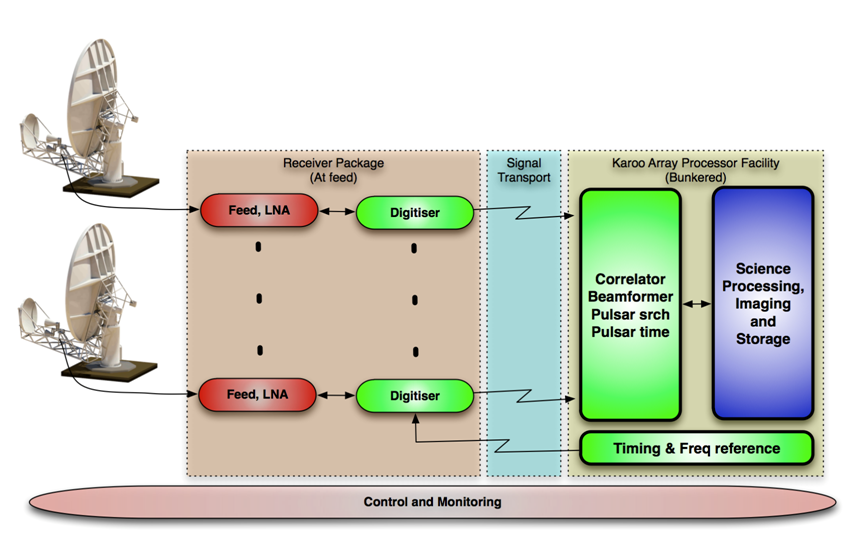 Receiver Package
(At feed)
Signal
Transport
Karoo Array Processor Facility
(Bunkered)
Feed, LNA
Digitiser
Correlator
Beamformer
Pulsar srch
Pulsar time
Science
Processing,
Imaging
and
Storage
Feed, LNA
Digitiser
Timing & Freq reference
Control and Monitoring